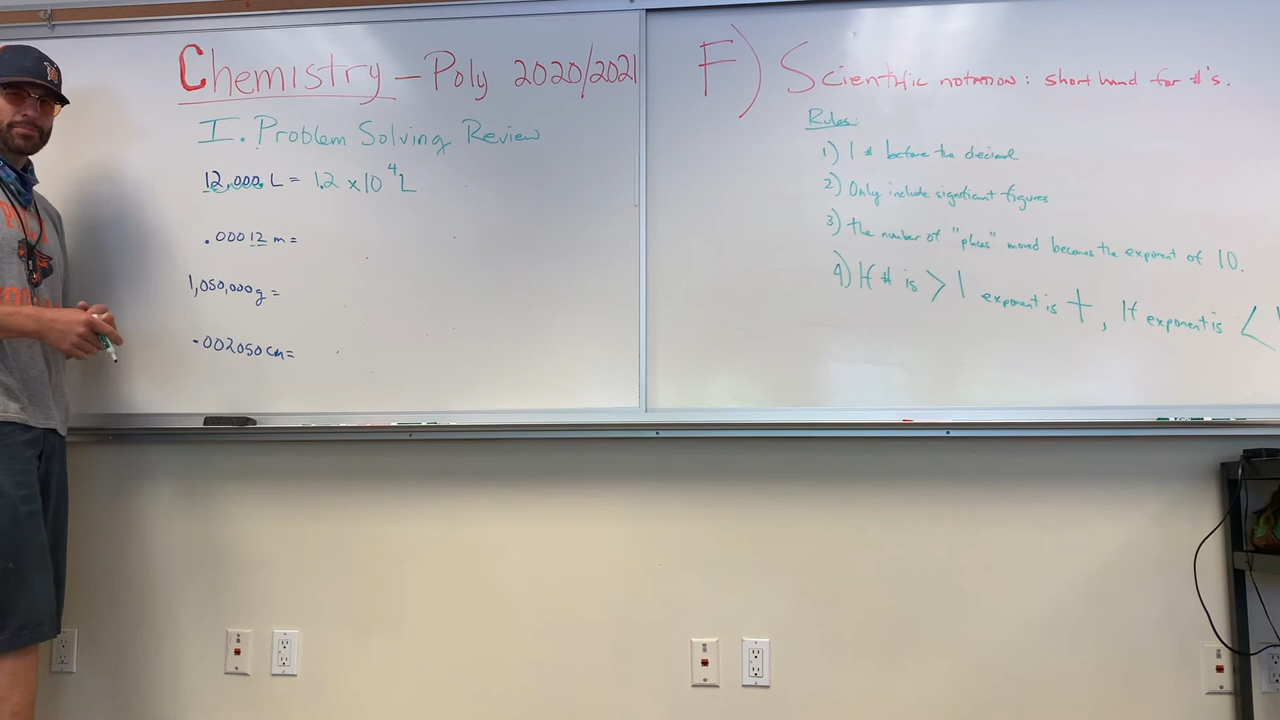 Chemistry - Poly 2020/2021
I. Problem Solving Review
12,000. L = 1.2 x 10⁴ L
.00012 m =
1,050,000 g =
.002050 cm =
F) Scientific notation: short hand for #'s.
Rules:
1) 1 # before the decimal
2) Only include significant figures
3) the number of "places" moved becomes the exponent of 10.
4) If # is > 1 exponent is +, If exponent is <